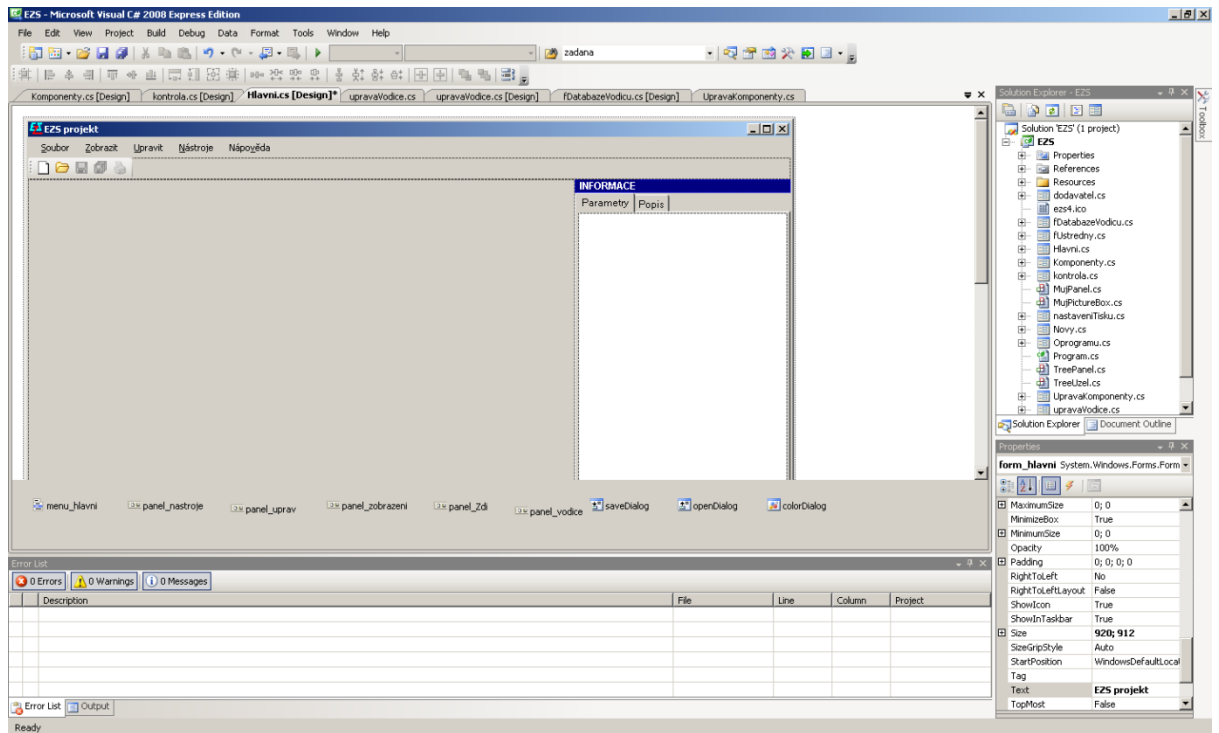 EZS - Microsoft Visual C# 2008 Express Edition
File Edit View Project Build Debug Data Format Tools Window Help
zadana
Komponenty.cs [Design] kontrola.cs [Design] Hlavni.cs [Design]* upravaVodice.cs upravaVodice.cs [Design] fDatabazeVodicu.cs [Design] UpravaKomponenty.cs
EZS projekt
Soubor Zobrazit Upravit Nástroje Nápověda
INFORMACE
Parametry Popis
menu_hlavni panel_nastroje panel_uprav panel_zobrazeni panel_Zdi panel_vodice saveDialog openDialog colorDialog
Error List
0 Errors 0 Warnings 0 Messages
Description File Line Column Project
Error List Output
Ready
Solution Explorer - EZS
Toolbox
Solution 'EZS' (1 project)
EZS
Properties
References
Resources
dodavatel.cs
ezs4.ico
fDatabazeVodicu.cs
fUstredny.cs
Hlavni.cs
Komponenty.cs
kontrola.cs
MujPanel.cs
MujPictureBox.cs
nastaveniTisku.cs
Novy.cs
Oprogramu.cs
Program.cs
TreePanel.cs
TreeUzel.cs
UpravaKomponenty.cs
upravaVodice.cs
Solution Explorer Document Outline
Properties
form_hlavni System.Windows.Forms.Form
MaximumSize 0; 0
MinimizeBox True
MinimumSize 0; 0
Opacity 100%
Padding 0; 0; 0; 0
RightToLeft No
RightToLeftLayout False
ShowIcon True
ShowInTaskbar True
Size 920; 912
SizeGripStyle Auto
StartPosition WindowsDefaultLocat
Tag
Text EZS projekt
TopMost False